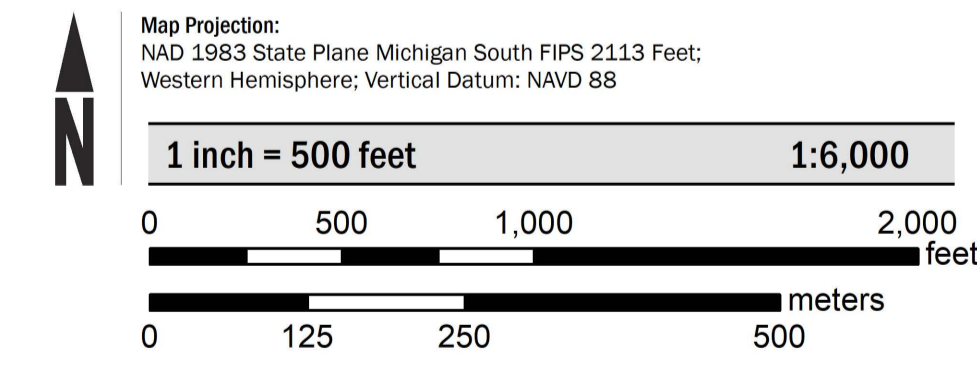 N
Map Projection:
NAD 1983 State Plane Michigan South FIPS 2113 Feet;
Western Hemisphere; Vertical Datum: NAVD 88
1 inch = 500 feet 1:6,000
0 500 1,000 2,000
feet
meters
0 125 250 500